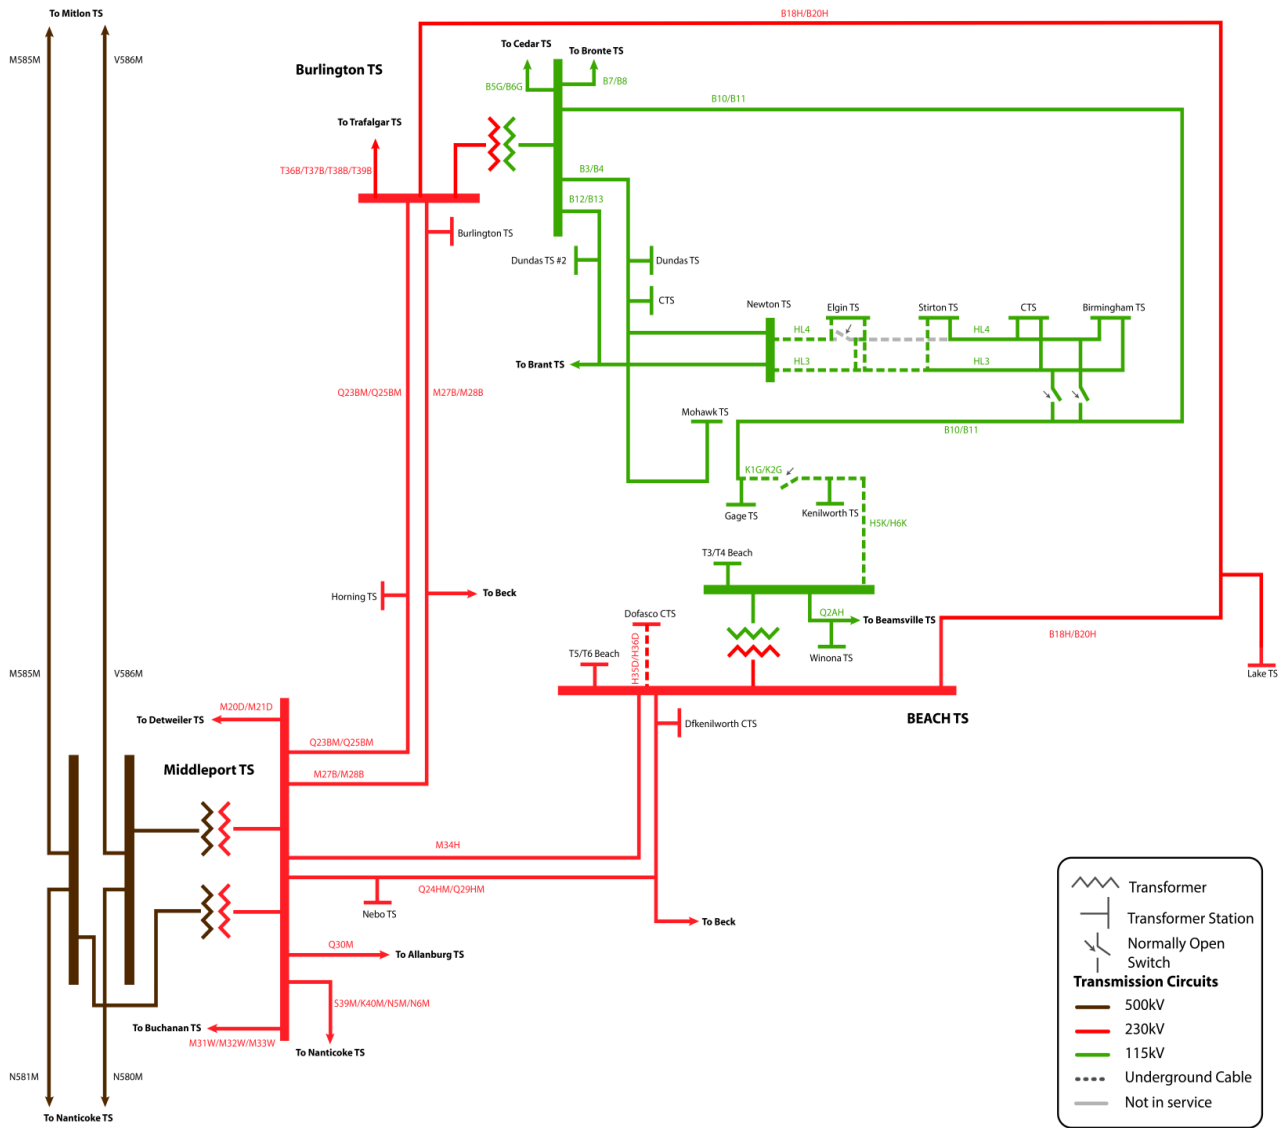 To Mitlon TS
B18H/B20H
M585M
V586M
To Cedar TS
To Bronte TS
Burlington TS
B5G/B6G
B7/B8
B10/B11
To Trafalgar TS
T36B/T37B/T38B/T39B
B3/B4
B12/B13
Burlington TS
Dundas TS #2
Dundas TS
CTS
Newton TS
Elgin TS
Stirton TS
CTS
Birmingham TS
HL4
HL4
To Brant TS
HL3
HL3
Q23BM/Q25BM
M27B/M28B
Mohawk TS
B10/B11
K1G/K2G
Gage TS
Kenilworth TS
H5K/H6K
T3/T4 Beach
Horning TS
To Beck
Dofasco CTS
Q2AH
To Beamsville TS
B18H/B20H
T5/T6 Beach
H35D/H36D
Winona TS
Lake TS
M585M
V586M
M20D/M21D
To Detweiler TS
Dfkenilworth CTS
BEACH TS
Q23BM/Q25BM
Middleport TS
M27B/M28B
M34H
Q24HM/Q29HM
Nebo TS
To Beck
Q30M
To Allanburg TS
S39M/K40M/N5M/N6M
To Buchanan TS
M31W/M32W/M33W
To Nanticoke TS
N581M
N580M
To Nanticoke TS
Transformer
Transformer Station
Normally Open
Switch
Transmission Circuits
500kV
230kV
115kV
Underground Cable
Not in service